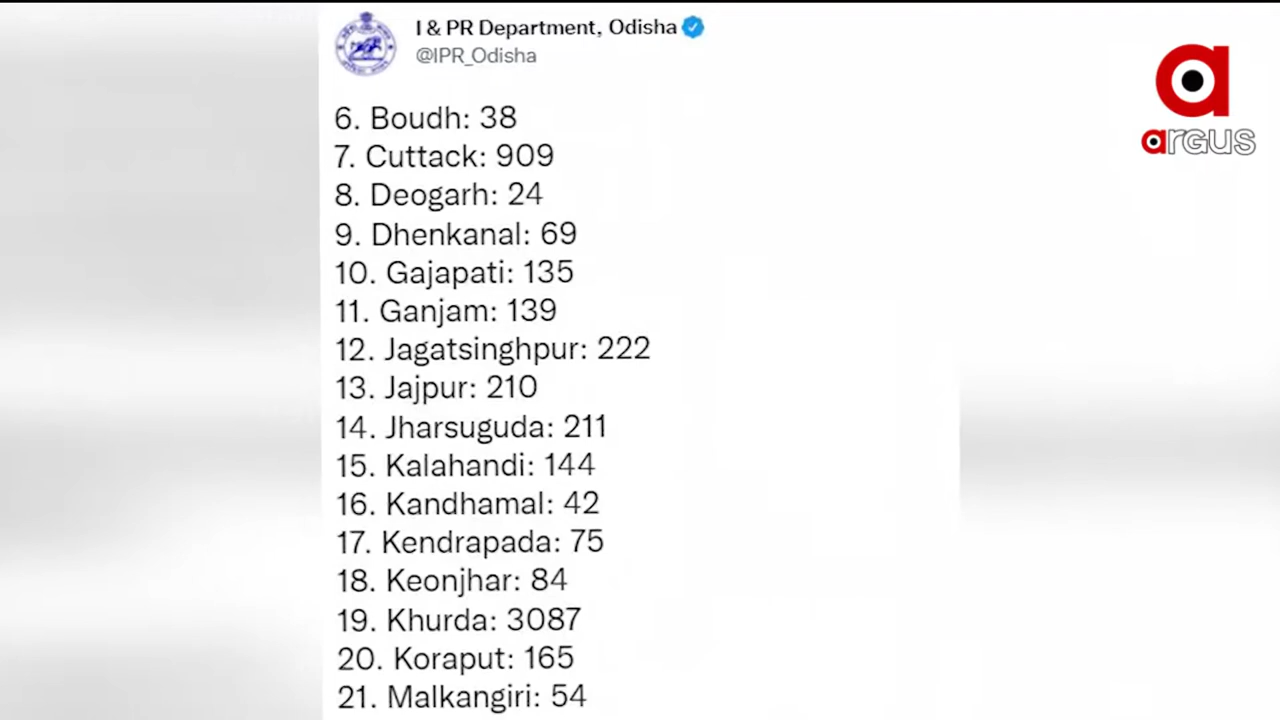 I & PR Department, Odisha
@IPR_Odisha
6. Boudh: 38
7. Cuttack: 909
8. Deogarh: 24
9. Dhenkanal: 69
10. Gajapati: 135
11. Ganjam: 139
12. Jagatsinghpur: 222
13. Jajpur: 210
14. Jharsuguda: 211
15. Kalahandi: 144
16. Kandhamal: 42
17. Kendrapada: 75
18. Keonjhar: 84
19. Khurda: 3087
20. Koraput: 165
21. Malkangiri: 54
a
argus